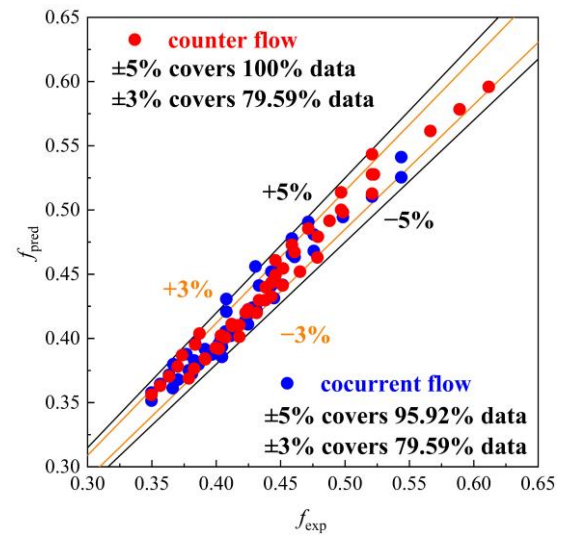 0.65
0.60
0.55
0.50
0.45
0.40
0.35
0.30
f_pred
counter flow
±5% covers 100% data
±3% covers 79.59% data
+5%
−5%
+3%
−3%
cocurrent flow
±5% covers 95.92% data
±3% covers 79.59% data
0.30 0.35 0.40 0.45 0.50 0.55 0.60 0.65
f_exp